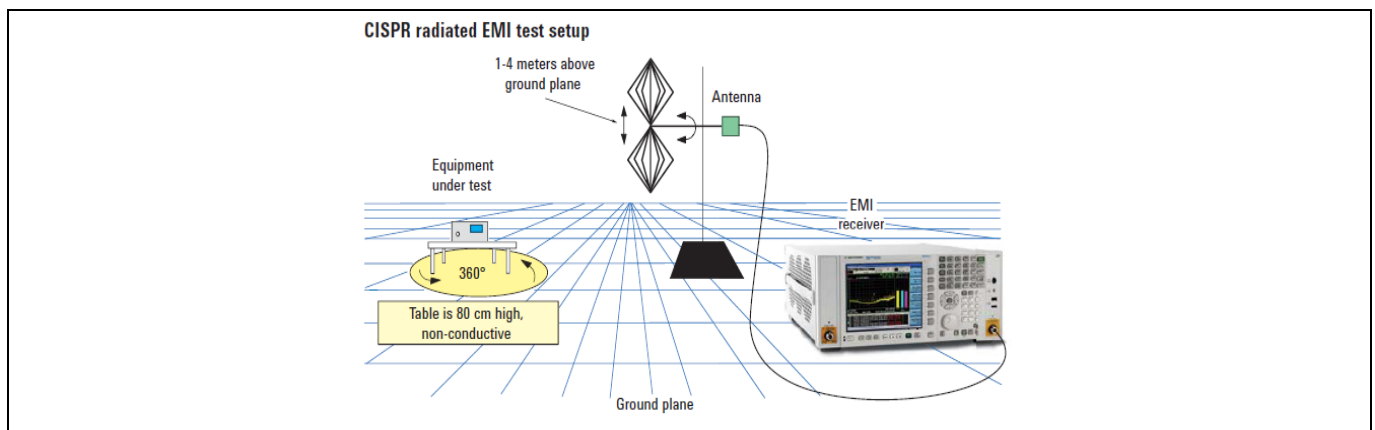 CISPR radiated EMI test setup
1-4 meters above
ground plane
Antenna
Equipment
under test
EMI
receiver
360°
Table is 80 cm high,
non-conductive
Ground plane